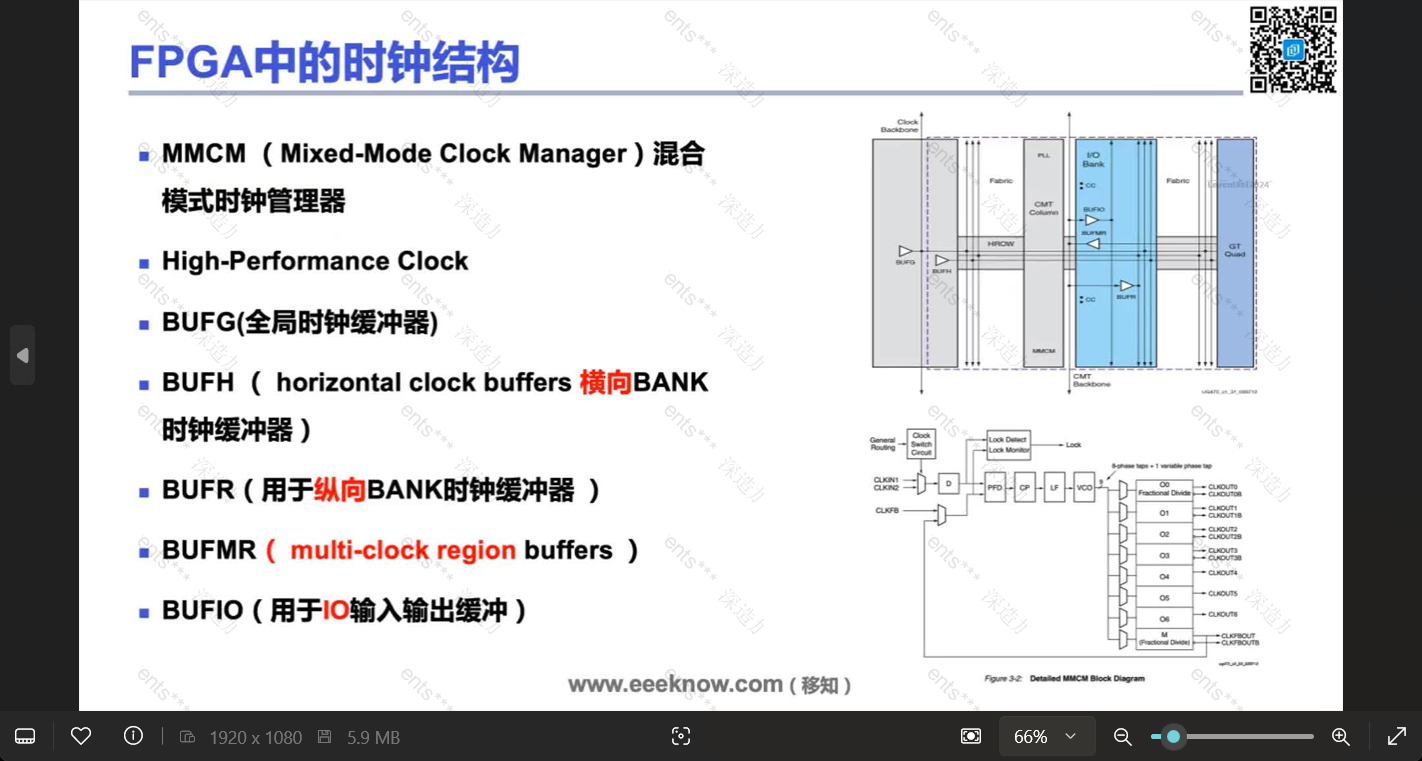 FPGA中的时钟结构
MMCM （Mixed-Mode Clock Manager）混合
模式时钟管理器
High-Performance Clock
BUFG(全局时钟缓冲器)
BUFH （ horizontal clock buffers 横向BANK
时钟缓冲器）
BUFR（用于纵向BANK时钟缓冲器 ）
BUFMR（ multi-clock region buffers ）
BUFIO（用于IO输入输出缓冲）
Clock
Backbone
PLL
I/O
Bank
Fabric
CC
Fabric
CMT
Column
BUFIO
BUFMR
HROW
BUFG
BUFH
GT
Quad
BUFR
CC
MMCM
CMT
Backbone
General
Routing
Clock
Switch
Circuit
Lock Detect
Lock Monitor
Lock
8-phase taps + 1 variable phase tap
CLKIN1
CLKIN2
D
PFD
CP
LF
VCO
9
CLKFB
O0
Fractional Divide
CLKOUT0
CLKOUT0B
O1
CLKOUT1
CLKOUT1B
O2
CLKOUT2
CLKOUT2B
O3
CLKOUT3
CLKOUT3B
O4
CLKOUT4
O5
CLKOUT5
O6
CLKOUT6
M
(Fractional Divide)
CLKFBOUT
CLKFBOUTB
Figure 3-2: Detailed MMCM Block Diagram
www.eeeknow.com（移知）
1920 x 1080
5.9 MB
66%